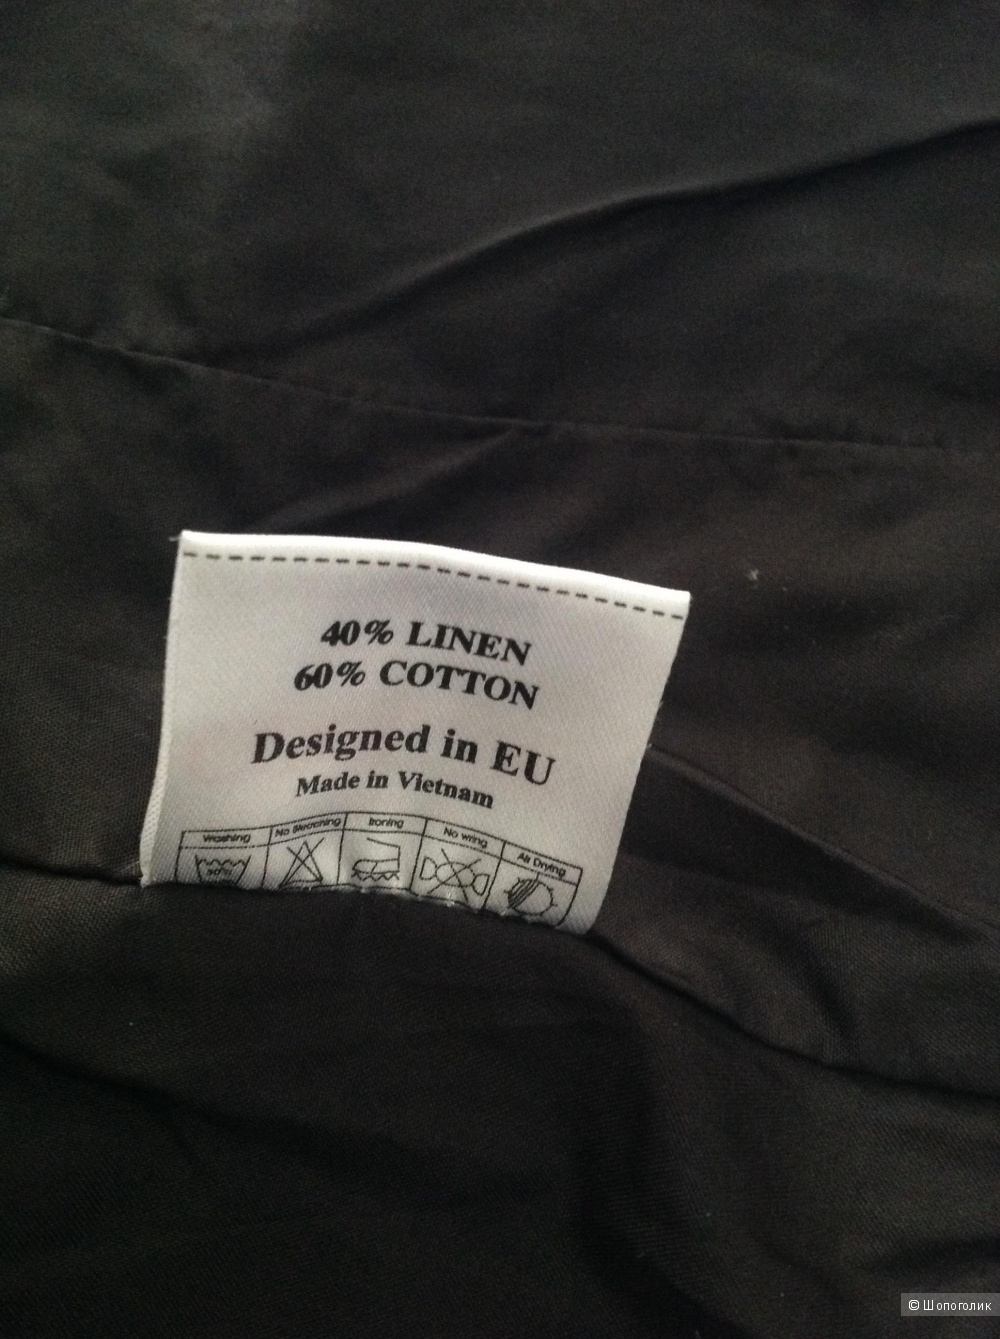 40% LINEN
60% COTTON
Designed in EU
Made in Vietnam
Washing No Bleaching Ironing No wring Air Drying
© Шопоголик